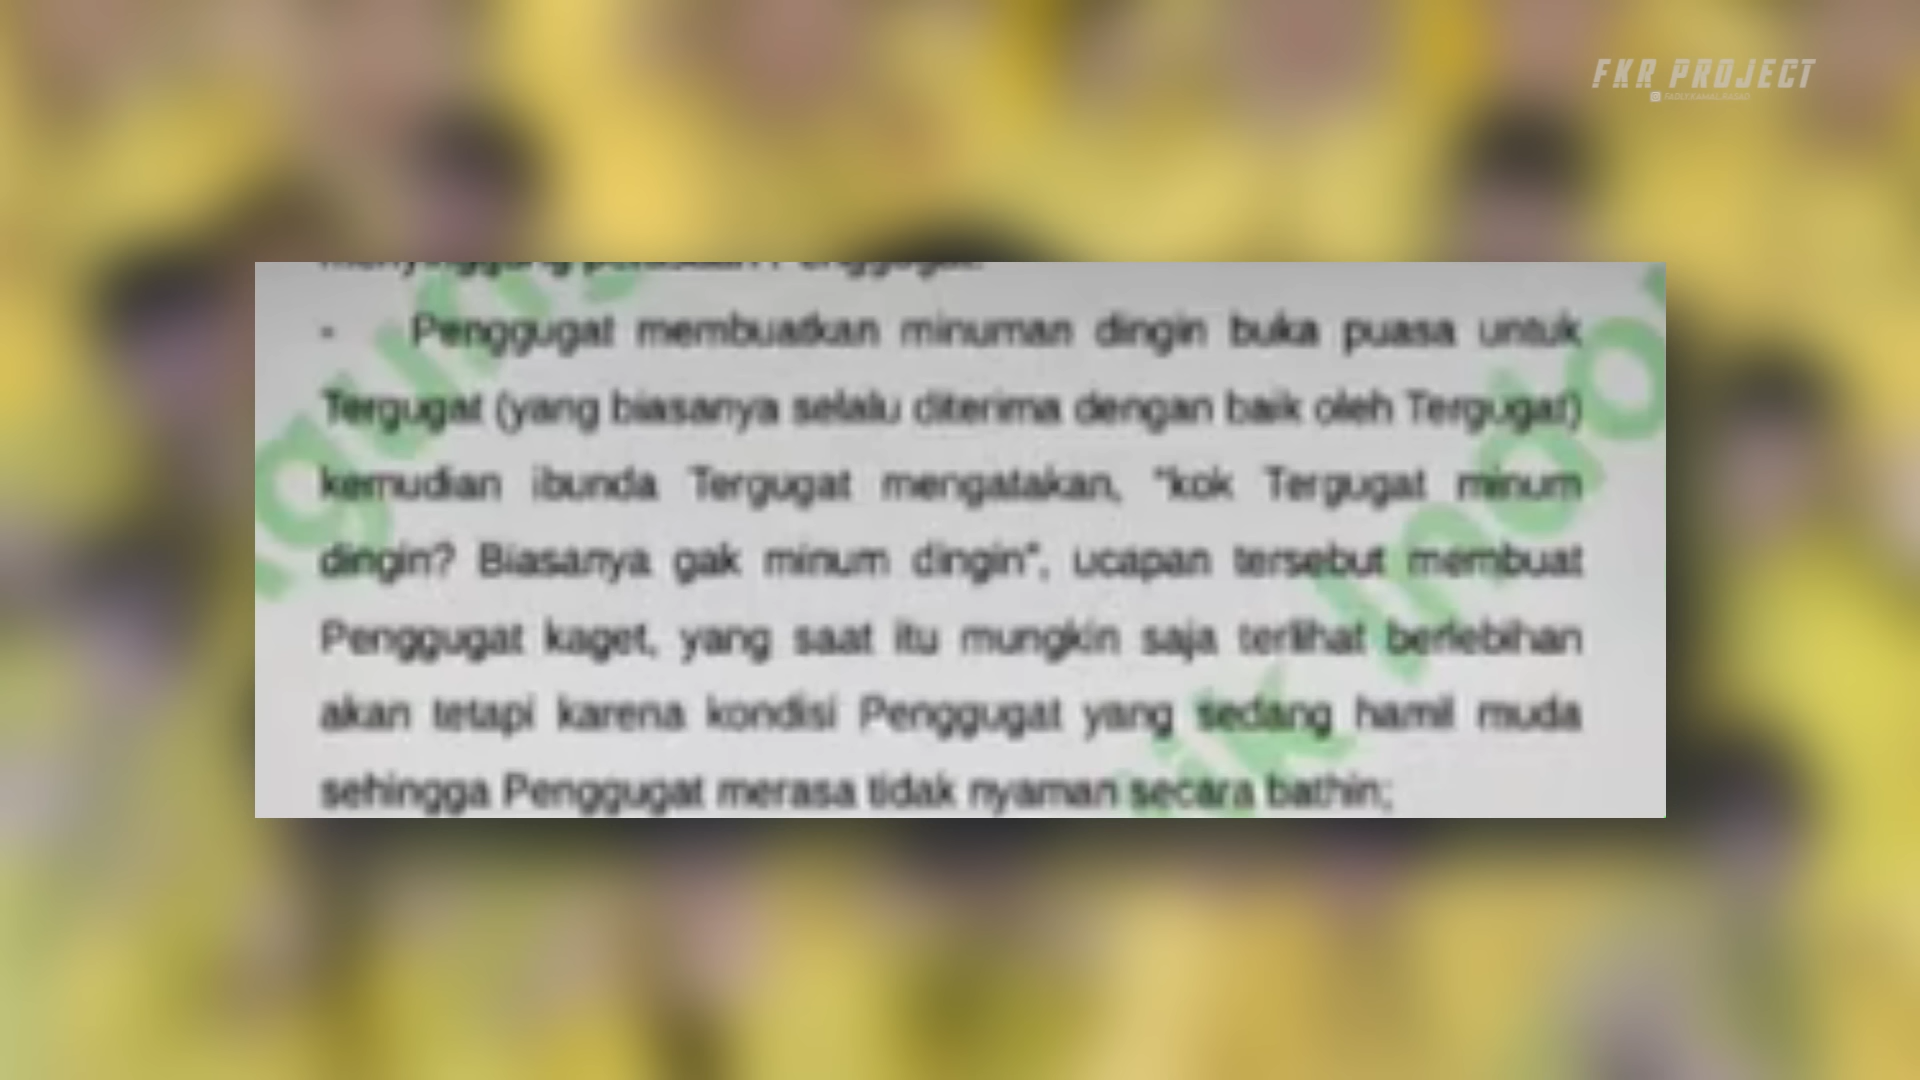 FKR PROJECT
- Penggugat membuatkan minuman dingin buka puasa untuk
Tergugat (yang biasanya selalu diterima dengan baik oleh Tergugat)
kemudian ibunda Tergugat mengatakan, "kok Tergugat minum
dingin? Biasanya gak minum dingin", ucapan tersebut membuat
Penggugat kaget, yang saat itu mungkin saja terlihat berlebihan
akan tetapi karena kondisi Penggugat yang sedang hamil muda
sehingga Penggugat merasa tidak nyaman secara bathin;